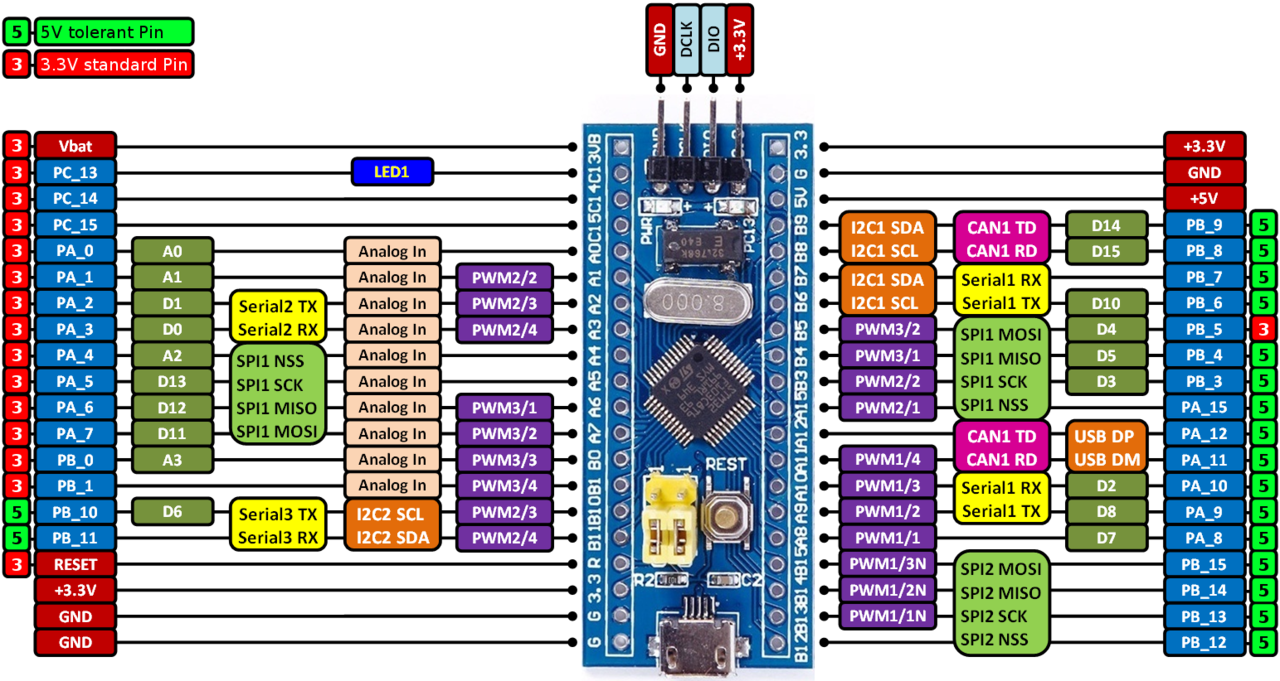 5 5V tolerant Pin
3 3.3V standard Pin
GND DCLK DIO +3.3V
3 Vbat
3 PC_13 LED1
3 PC_14
3 PC_15
3 PA_0 A0 Analog In
3 PA_1 A1 Analog In PWM2/2
3 PA_2 D1 Serial2 TX Analog In PWM2/3
3 PA_3 D0 Serial2 RX Analog In PWM2/4
3 PA_4 A2 SPI1 NSS Analog In
3 PA_5 D13 SPI1 SCK Analog In
3 PA_6 D12 SPI1 MISO Analog In PWM3/1
3 PA_7 D11 SPI1 MOSI Analog In PWM3/2
3 PB_0 A3 Analog In PWM3/3
3 PB_1 Analog In PWM3/4
5 PB_10 D6 Serial3 TX I2C2 SCL PWM2/3
5 PB_11 Serial3 RX I2C2 SDA PWM2/4
3 RESET
+3.3V
GND
GND
VB
C13
C14
C15
A0
A1
A2
A3
A4
A5
A6
A7
B0
B1
B10
B11
R
3.3
G
G
PWR
PC13
32.768K
E40
8.000
REST
1 1
R2
C2
3.3
G
5V
B9
B8
B7
B6
B5
B4
B3
A15
A12
A11
A10
A9
A8
B15
B14
B13
B12
+3.3V
GND
+5V
I2C1 SDA CAN1 TD D14 PB_9 5
I2C1 SCL CAN1 RD D15 PB_8 5
I2C1 SDA Serial1 RX PB_7 5
I2C1 SCL Serial1 TX D10 PB_6 5
PWM3/2 SPI1 MOSI D4 PB_5 3
PWM3/1 SPI1 MISO D5 PB_4 5
PWM2/2 SPI1 SCK D3 PB_3 5
PWM2/1 SPI1 NSS PA_15 5
CAN1 TD USB DP PA_12 5
PWM1/4 CAN1 RD USB DM PA_11 5
PWM1/3 Serial1 RX D2 PA_10 5
PWM1/2 Serial1 TX D8 PA_9 5
PWM1/1 D7 PA_8 5
PWM1/3N SPI2 MOSI PB_15 5
PWM1/2N SPI2 MISO PB_14 5
PWM1/1N SPI2 SCK PB_13 5
SPI2 NSS PB_12 5